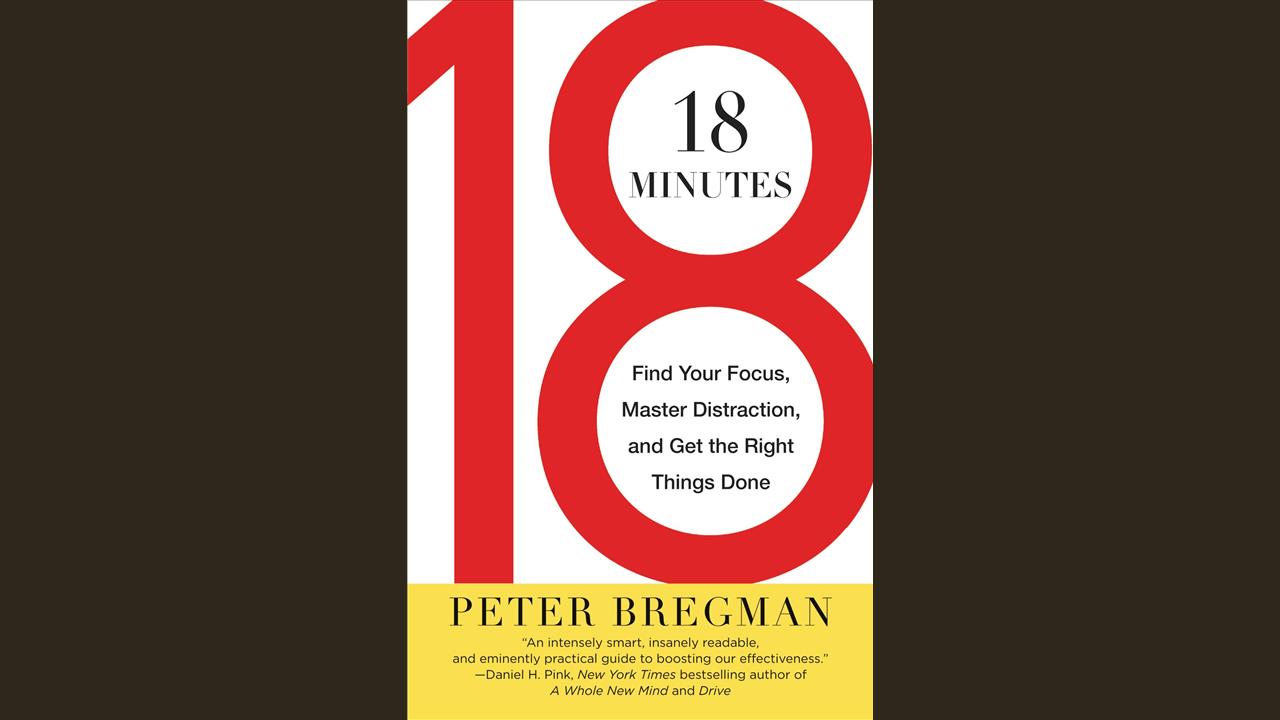 18
18
MINUTES
Find Your Focus,
Master Distraction,
and Get the Right
Things Done
PETER BREGMAN
“An intensely smart, insanely readable,
and eminently practical guide to boosting our effectiveness.”
—Daniel H. Pink, New York Times bestselling author of
A Whole New Mind and Drive